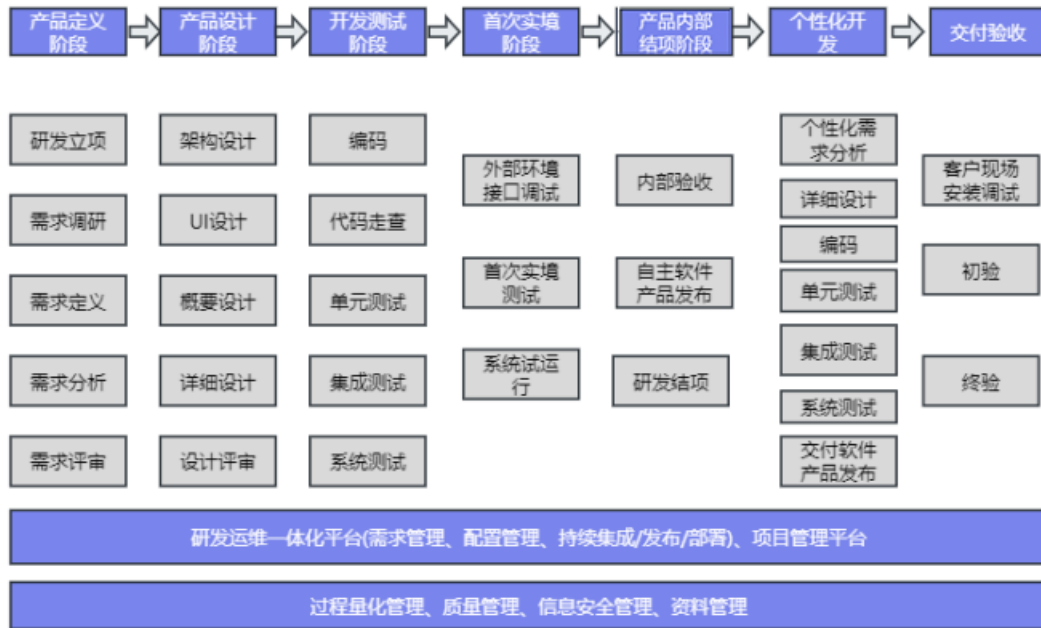 产品定义
阶段
产品设计
阶段
开发测试
阶段
首次实境
阶段
产品内部
结项阶段
个性化开
发
交付验收
研发立项
需求调研
需求定义
需求分析
需求评审
架构设计
UI设计
概要设计
详细设计
设计评审
编码
代码走查
单元测试
集成测试
系统测试
外部环境
接口调试
首次实境
测试
系统试运
行
内部验收
自主软件
产品发布
研发结项
个性化需
求分析
详细设计
编码
单元测试
集成测试
系统测试
交付软件
产品发布
客户现场
安装调试
初验
终验
研发运维一体化平台(需求管理、配置管理、持续集成/发布/部署)、项目管理平台
过程量化管理、质量管理、信息安全管理、资料管理